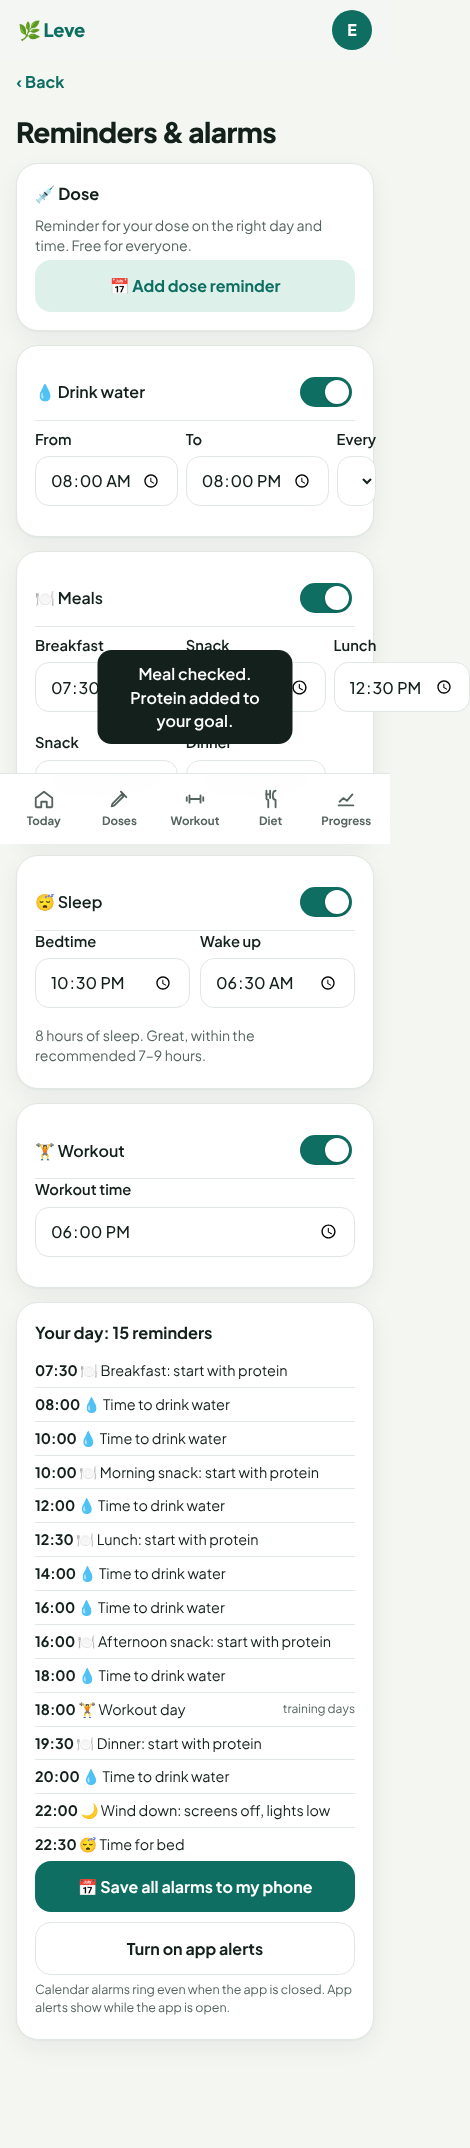 Leve
E
‹ Back
Reminders & alarms
Dose
Reminder for your dose on the right day and
time. Free for everyone.
Add dose reminder
Drink water
From To Every
08:00 AM 08:00 PM
Meals
Breakfast Snack Lunch
07:30 12:30 PM
Meal checked.
Protein added to
your goal.
Snack Dinner
Today Doses Workout Diet Progress
Sleep
Bedtime Wake up
10:30 PM 06:30 AM
8 hours of sleep. Great, within the
recommended 7–9 hours.
Workout
Workout time
06:00 PM
Your day: 15 reminders
07:30 Breakfast: start with protein
08:00 Time to drink water
10:00 Time to drink water
10:00 Morning snack: start with protein
12:00 Time to drink water
12:30 Lunch: start with protein
14:00 Time to drink water
16:00 Time to drink water
16:00 Afternoon snack: start with protein
18:00 Time to drink water
18:00 Workout day training days
19:30 Dinner: start with protein
20:00 Time to drink water
22:00 Wind down: screens off, lights low
22:30 Time for bed
Save all alarms to my phone
Turn on app alerts
Calendar alarms ring even when the app is closed. App
alerts show while the app is open.